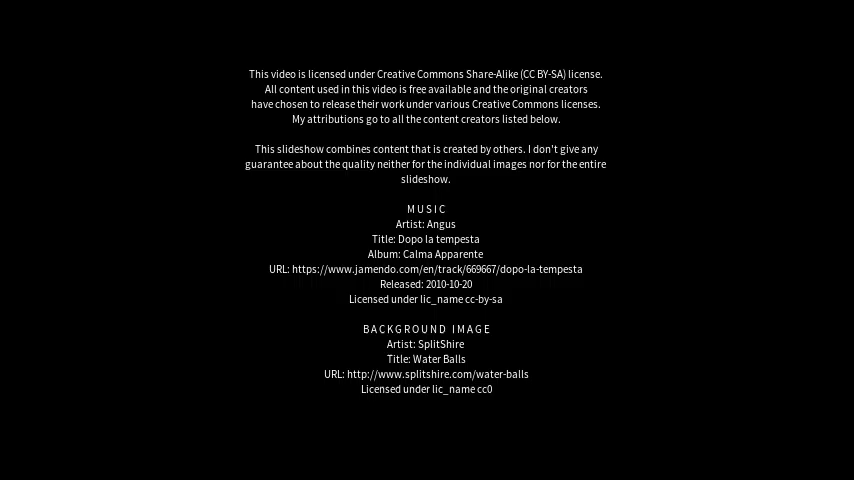 This video is licensed under Creative Commons Share-Alike (CC BY-SA) license.
All content used in this video is free available and the original creators
have chosen to release their work under various Creative Commons licenses.
My attributions go to all the content creators listed below.
This slideshow combines content that is created by others. I don't give any
guarantee about the quality neither for the individual images nor for the entire
slideshow.
MUSIC
Artist: Angus
Title: Dopo la tempesta
Album: Calma Apparente
URL: https://www.jamendo.com/en/track/669667/dopo-la-tempesta
Released: 2010-10-20
Licensed under lic_name cc-by-sa
BACKGROUND IMAGE
Artist: SplitShire
Title: Water Balls
URL: http://www.splitshire.com/water-balls
Licensed under lic_name cc0